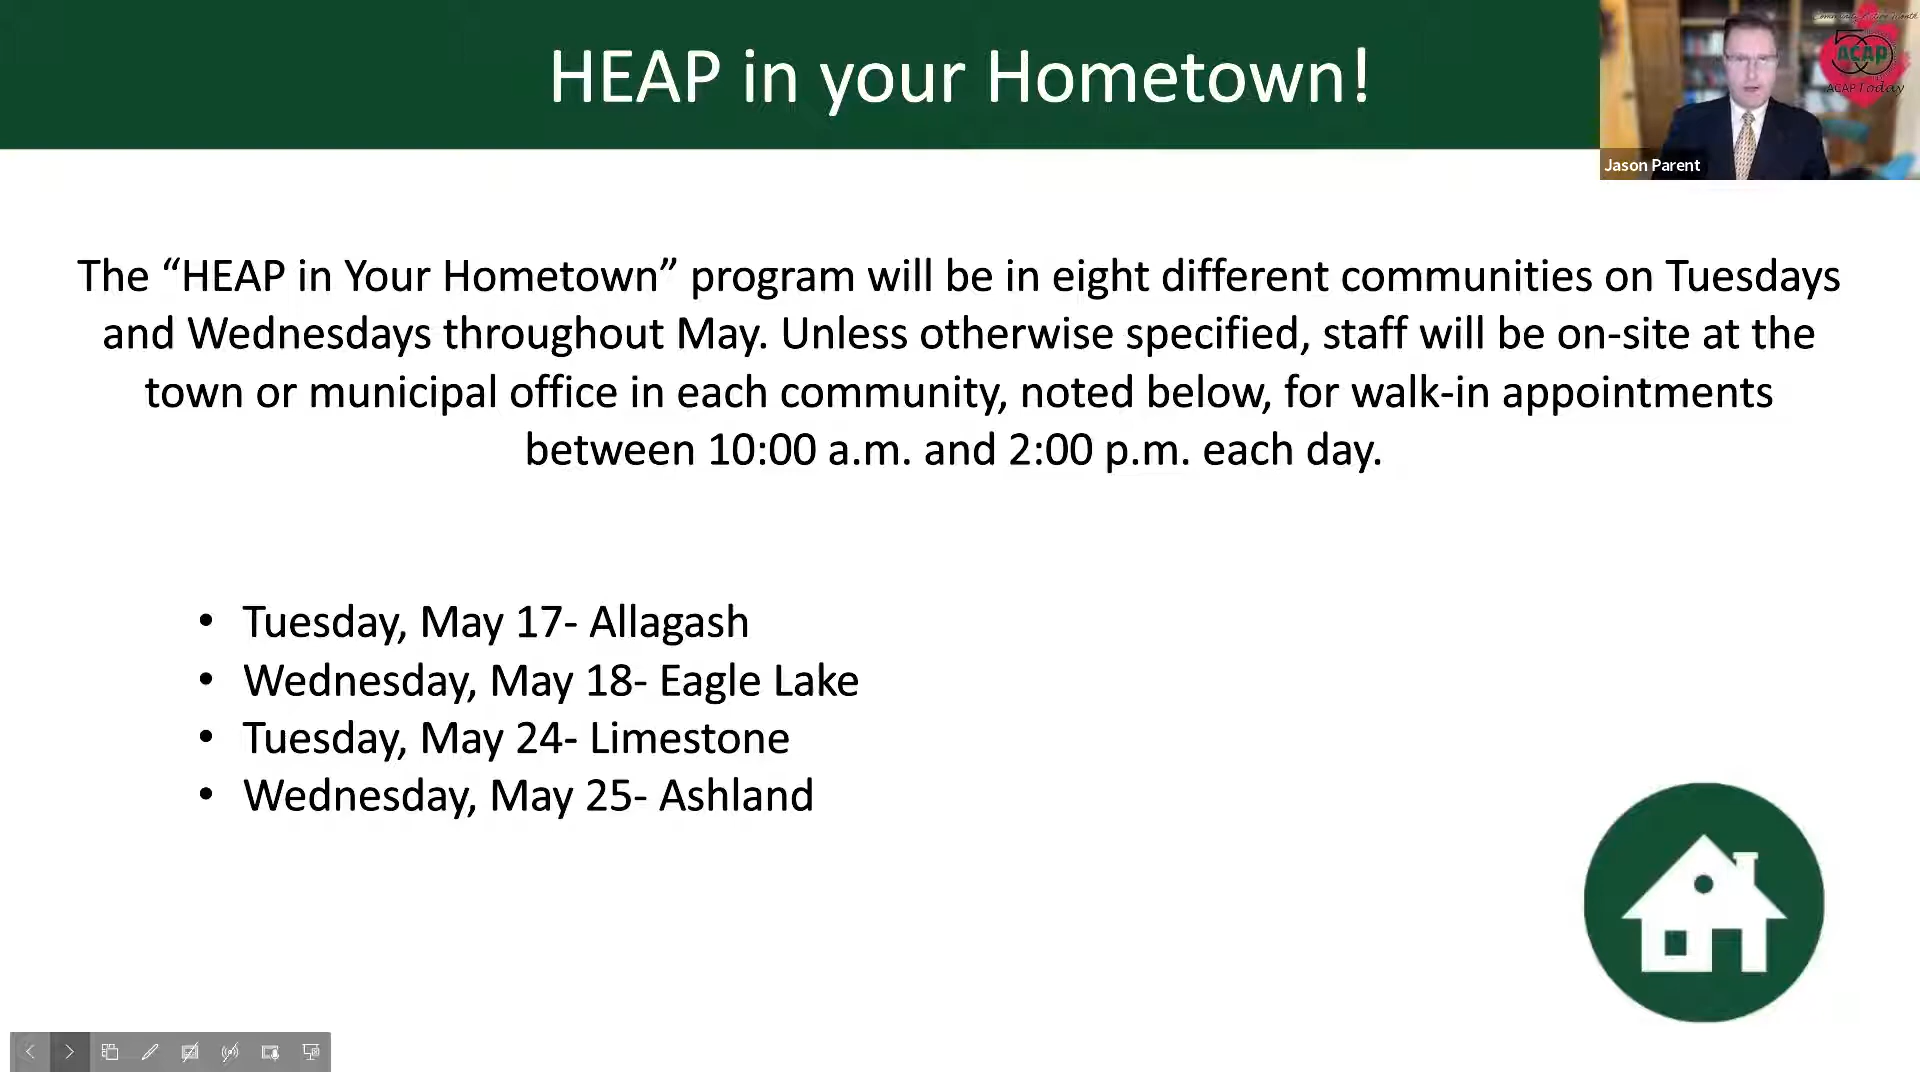 HEAP in your Hometown!
ACAP
ACAP Today
Jason Parent
The “HEAP in Your Hometown” program will be in eight different communities on Tuesdays
and Wednesdays throughout May. Unless otherwise specified, staff will be on-site at the
town or municipal office in each community, noted below, for walk-in appointments
between 10:00 a.m. and 2:00 p.m. each day.
• Tuesday, May 17- Allagash
• Wednesday, May 18- Eagle Lake
• Tuesday, May 24- Limestone
• Wednesday, May 25- Ashland